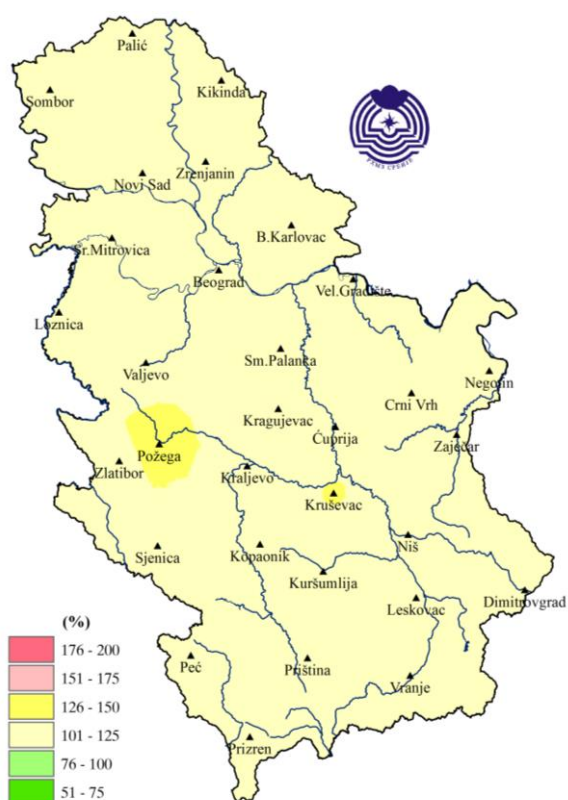 Palić
Sombor
Kikinda
Zrenjanin
Novi Sad
РХМЗ СРБИЈЕ
Sr.Mitrovica
B.Karlovac
Beograd
Vel.Gradište
Loznica
Valjevo
Sm.Palanka
Negotin
Crni Vrh
Kragujevac
Ćuprija
Zaječar
Požega
Zlatibor
Kraljevo
Kruševac
Niš
Sjenica
Kopaonik
Kuršumlija
Dimitrovgrad
Leskovac
(%)
176 - 200
151 - 175
126 - 150
101 - 125
76 - 100
51 - 75
Peć
Priština
Vranje
Prizren